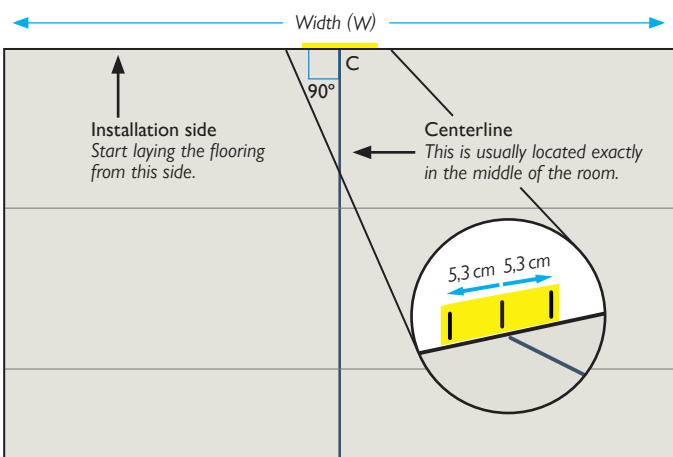 Width (W)
C
90°
Installation side
Start laying the flooring
from this side.
Centerline
This is usually located exactly
in the middle of the room.
5,3 cm 5,3 cm